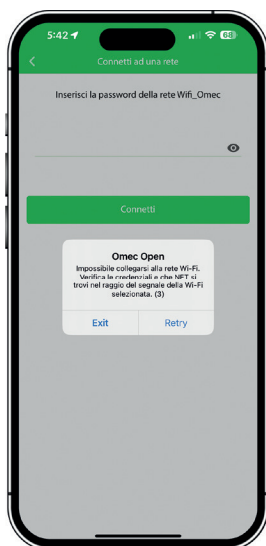 5:42
68
Connetti ad una rete
Inserisci la password della rete Wifi_Omec
Connetti
Omec Open
Impossibile collegarsi alla rete Wi-Fi.
Verifica le credenziali e che NET si
trovi nel raggio del segnale della Wi-Fi
selezionata. (3)
Exit
Retry